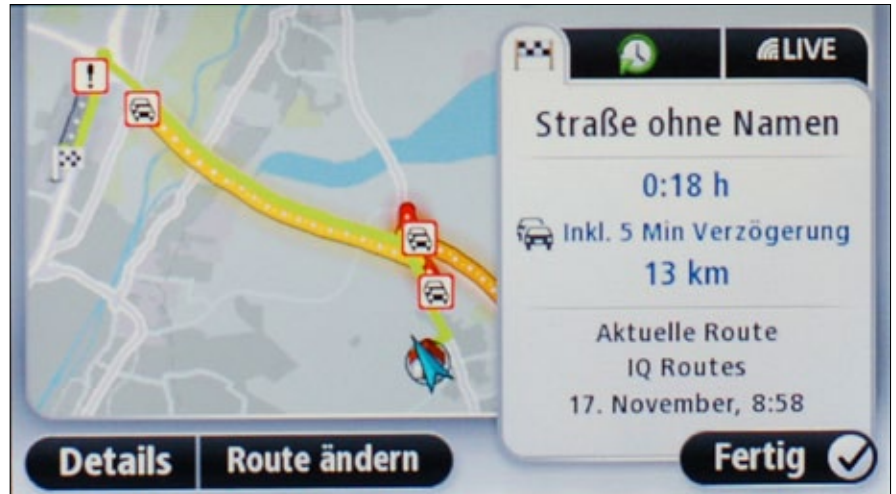 LIVE
Straße ohne Namen
0:18 h
Inkl. 5 Min Verzögerung
13 km
Aktuelle Route
IQ Routes
17. November, 8:58
Details
Route ändern
Fertig
!